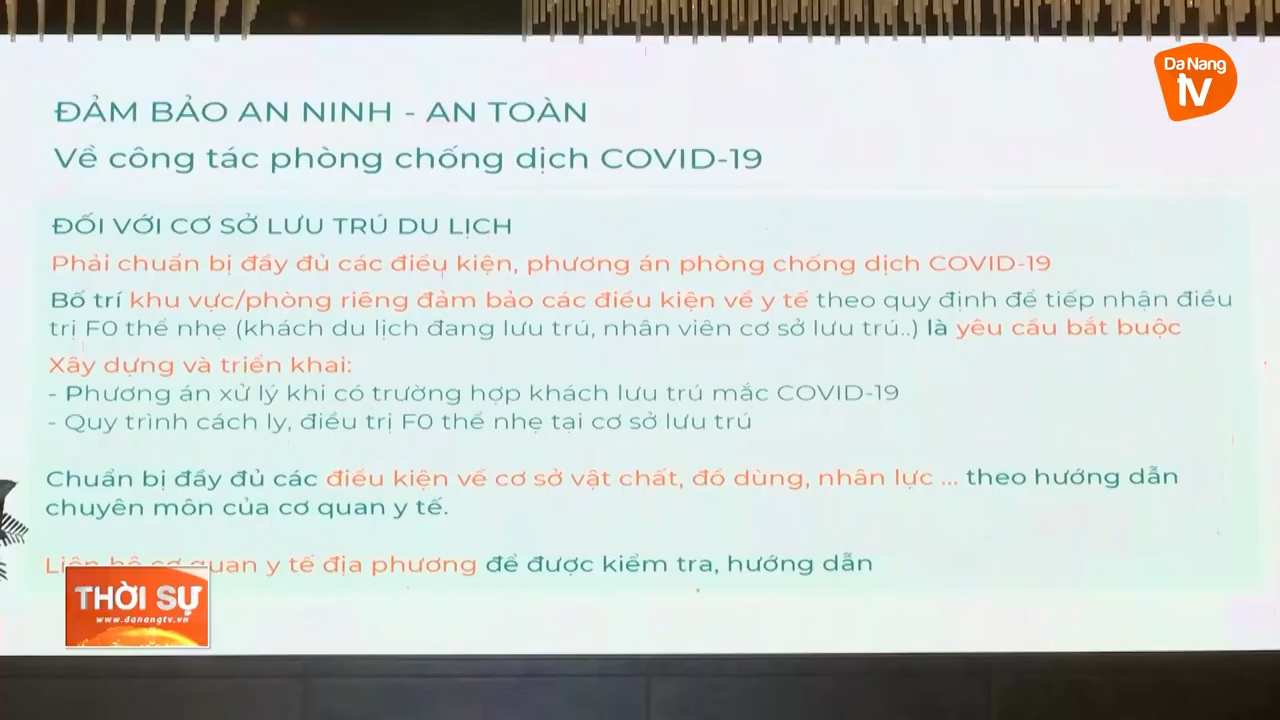 Da Nang
tv
ĐẢM BẢO AN NINH - AN TOÀN
Về công tác phòng chống dịch COVID-19
ĐỐI VỚI CƠ SỞ LƯU TRÚ DU LỊCH
Phải chuẩn bị đầy đủ các điều kiện, phương án phòng chống dịch COVID-19
Bố trí khu vực/phòng riêng đảm bảo các điều kiện về y tế theo quy định để tiếp nhận điều
trị F0 thể nhẹ (khách du lịch đang lưu trú, nhân viên cơ sở lưu trú..) là yêu cầu bắt buộc
Xây dựng và triển khai:
- Phương án xử lý khi có trường hợp khách lưu trú mắc COVID-19
- Quy trình cách ly, điều trị F0 thể nhẹ tại cơ sở lưu trú
Chuẩn bị đầy đủ các điều kiện về cơ sở vật chất, đồ dùng, nhân lực ... theo hướng dẫn
chuyên môn của cơ quan y tế.
Liên hệ cơ quan y tế địa phương để được kiểm tra, hướng dẫn
THỜI SỰ
www.danangtv.vn